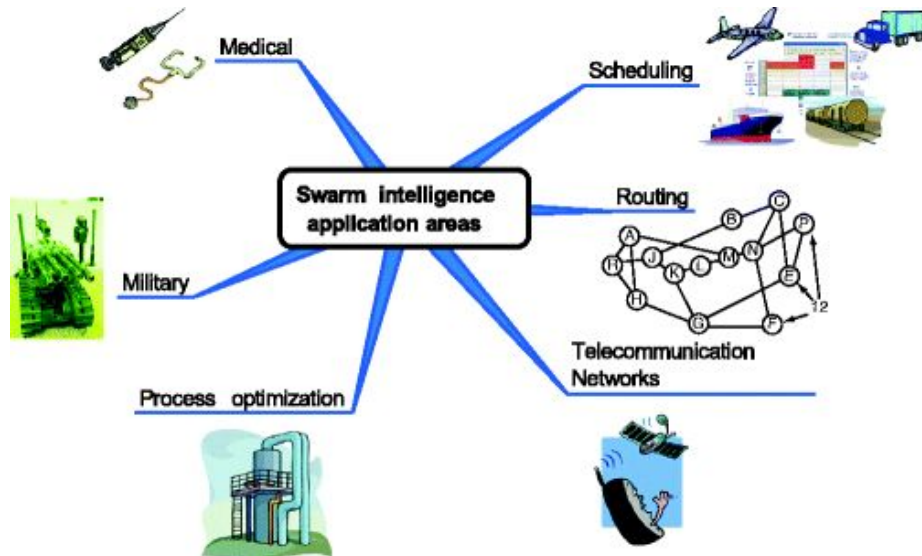 Medical
Scheduling
Swarm intelligence
application areas
Routing
C
B
P
A
N
J
M
H
L
K
E
H
12
G
F
Military
Telecommunication
Networks
Process optimization